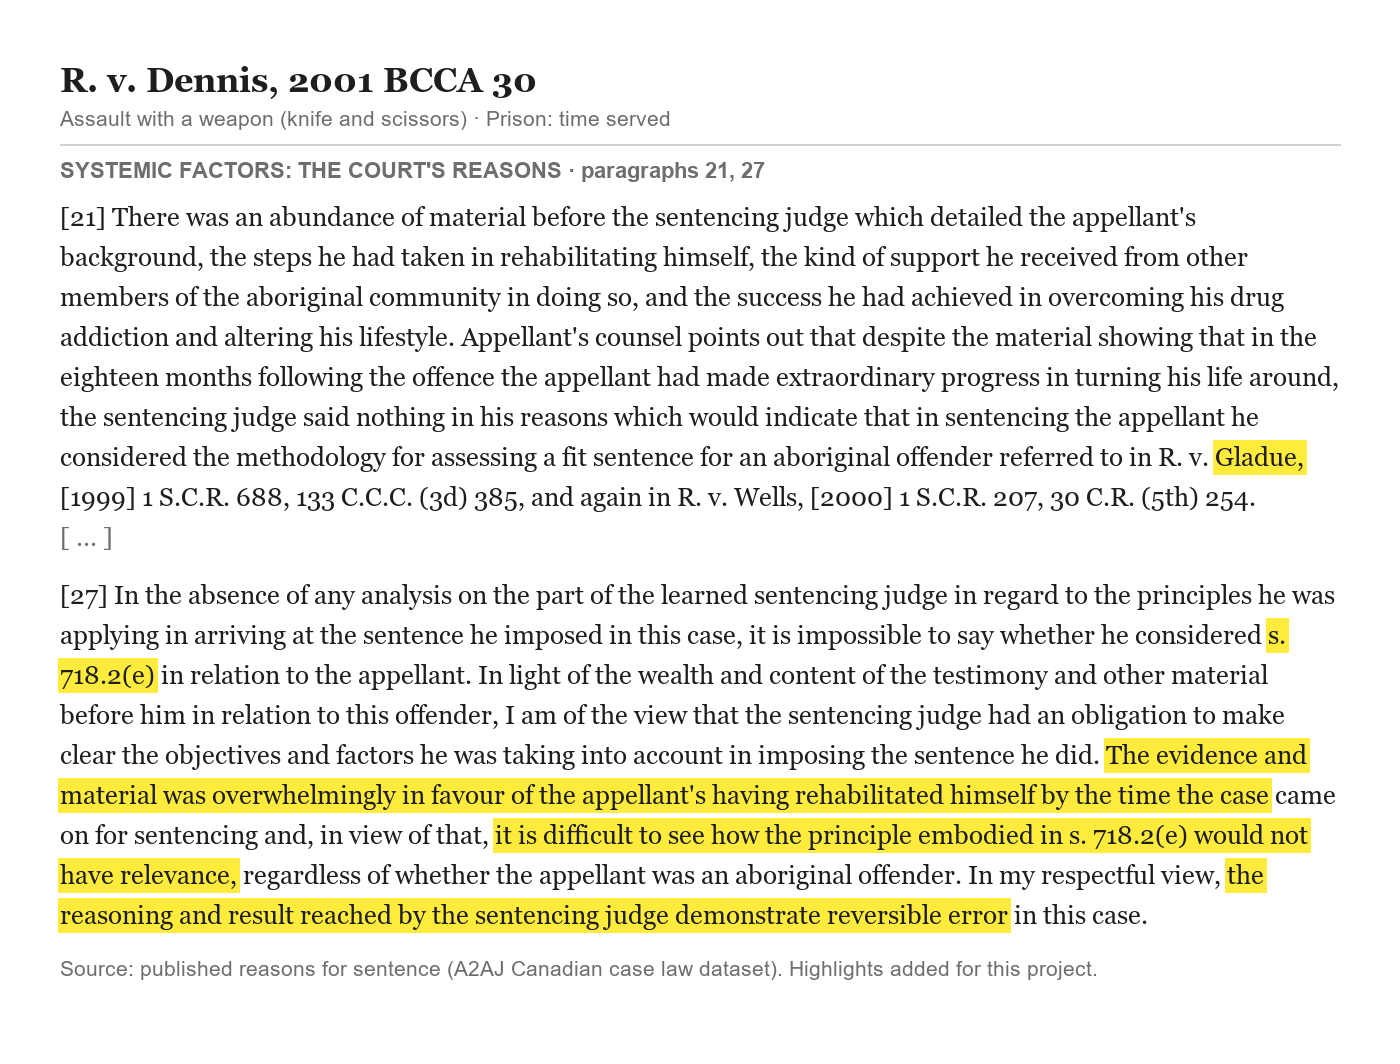 R. v. Dennis, 2001 BCCA 30
Assault with a weapon (knife and scissors) · Prison: time served
SYSTEMIC FACTORS: THE COURT'S REASONS · paragraphs 21, 27
[21] There was an abundance of material before the sentencing judge which detailed the appellant's
background, the steps he had taken in rehabilitating himself, the kind of support he received from other
members of the aboriginal community in doing so, and the success he had achieved in overcoming his drug
addiction and altering his lifestyle. Appellant's counsel points out that despite the material showing that in the
eighteen months following the offence the appellant had made extraordinary progress in turning his life around,
the sentencing judge said nothing in his reasons which would indicate that in sentencing the appellant he
considered the methodology for assessing a fit sentence for an aboriginal offender referred to in R. v. Gladue,
[1999] 1 S.C.R. 688, 133 C.C.C. (3d) 385, and again in R. v. Wells, [2000] 1 S.C.R. 207, 30 C.R. (5th) 254.
[ ... ]
[27] In the absence of any analysis on the part of the learned sentencing judge in regard to the principles he was
applying in arriving at the sentence he imposed in this case, it is impossible to say whether he considered s.
718.2(e) in relation to the appellant. In light of the wealth and content of the testimony and other material
before him in relation to this offender, I am of the view that the sentencing judge had an obligation to make
clear the objectives and factors he was taking into account in imposing the sentence he did. The evidence and
material was overwhelmingly in favour of the appellant's having rehabilitated himself by the time the case came
on for sentencing and, in view of that, it is difficult to see how the principle embodied in s. 718.2(e) would not
have relevance, regardless of whether the appellant was an aboriginal offender. In my respectful view, the
reasoning and result reached by the sentencing judge demonstrate reversible error in this case.
Source: published reasons for sentence (A2AJ Canadian case law dataset). Highlights added for this project.